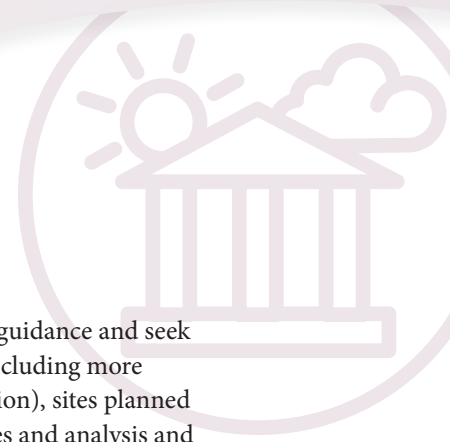 guidance and seek
cluding more
ion), sites planned
es and analysis and